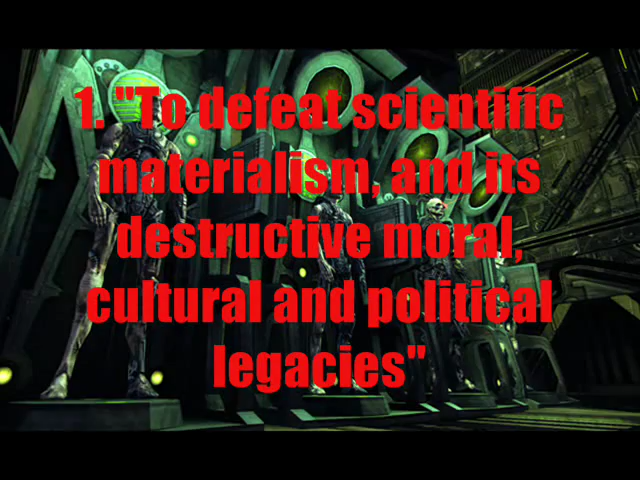 1. "To defeat scientific
materialism, and its
destructive moral,
cultural and political
legacies"